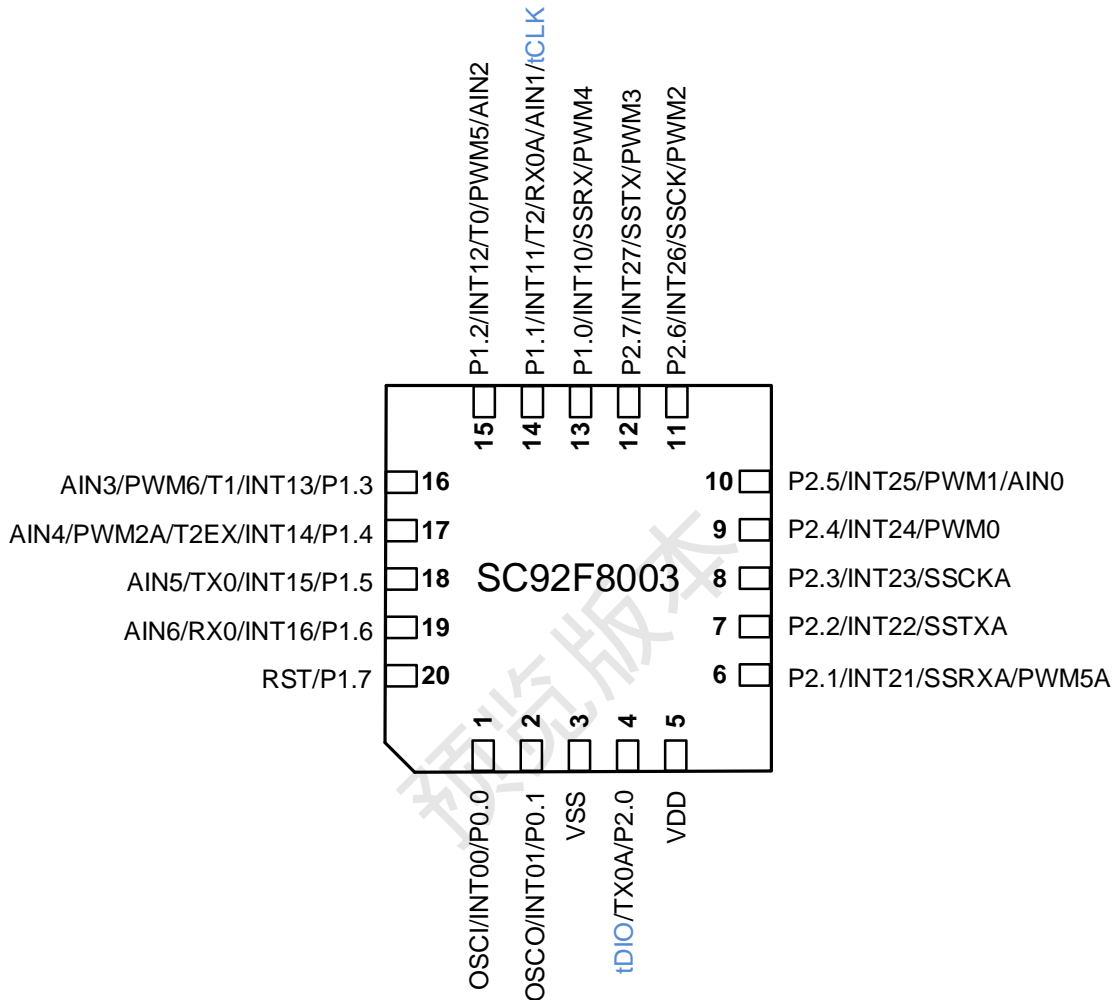 P1.2/INT12/T0/PWM5/AIN2
P1.1/INT11/T2/RX0A/AIN1/tCLK
P1.0/INT10/SSRX/PWM4
P2.7/INT27/SSTX/PWM3
P2.6/INT26/SSCK/PWM2
15
14
13
12
11
AIN3/PWM6/T1/INT13/P1.3
16
AIN4/PWM2A/T2EX/INT14/P1.4
17
AIN5/TX0/INT15/P1.5
18
AIN6/RX0/INT16/P1.6
19
RST/P1.7
20
SC92F8003
10
P2.5/INT25/PWM1/AIN0
9
P2.4/INT24/PWM0
8
P2.3/INT23/SSCKA
7
P2.2/INT22/SSTXA
6
P2.1/INT21/SSRXA/PWM5A
1
2
3
4
5
OSCI/INT00/P0.0
OSCO/INT01/P0.1
VSS
tDIO/TX0A/P2.0
VDD
预览版本